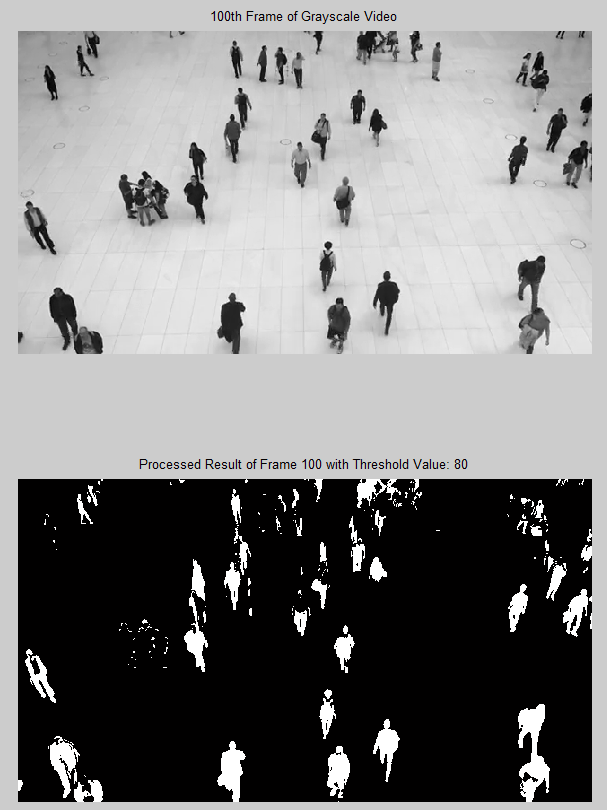 100th Frame of Grayscale Video
Processed Result of Frame 100 with Threshold Value: 80